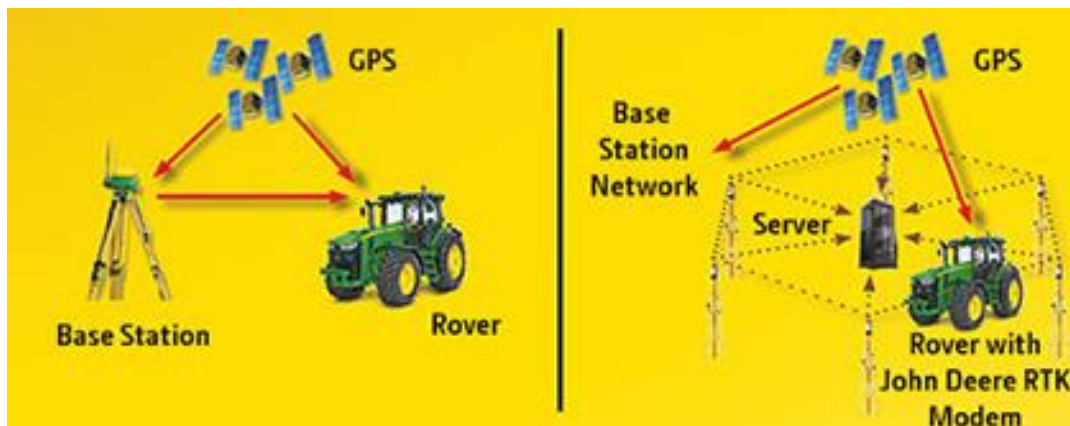 GPS
Base Station
Rover
GPS
Base
Station
Network
Server
Rover with
John Deere RTK
Modem